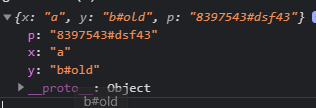 ▼{x: "a", y: "b#old", p: "8397543#dsf43"}
p: "8397543#dsf43"
x: "a"
y: "b#old"
▶ __proto__: Object
b#old